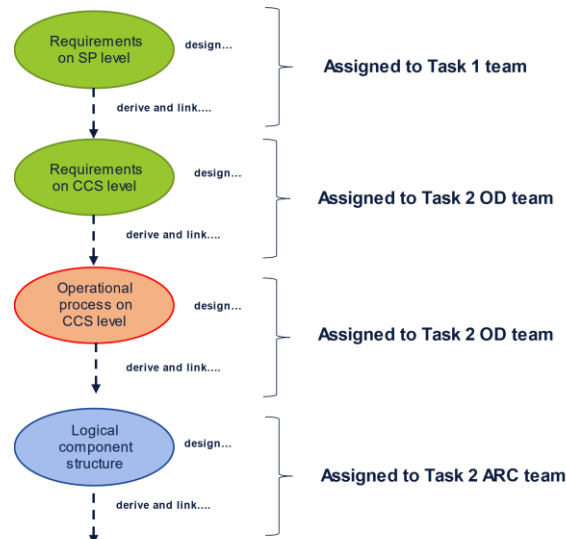 Requirements
on SP level
design...
Assigned to Task 1 team
derive and link....
Requirements
on CCS level
design...
Assigned to Task 2 OD team
derive and link....
Operational
process on
CCS level
design...
Assigned to Task 2 OD team
derive and link....
Logical
component
structure
design...
Assigned to Task 2 ARC team
derive and link....